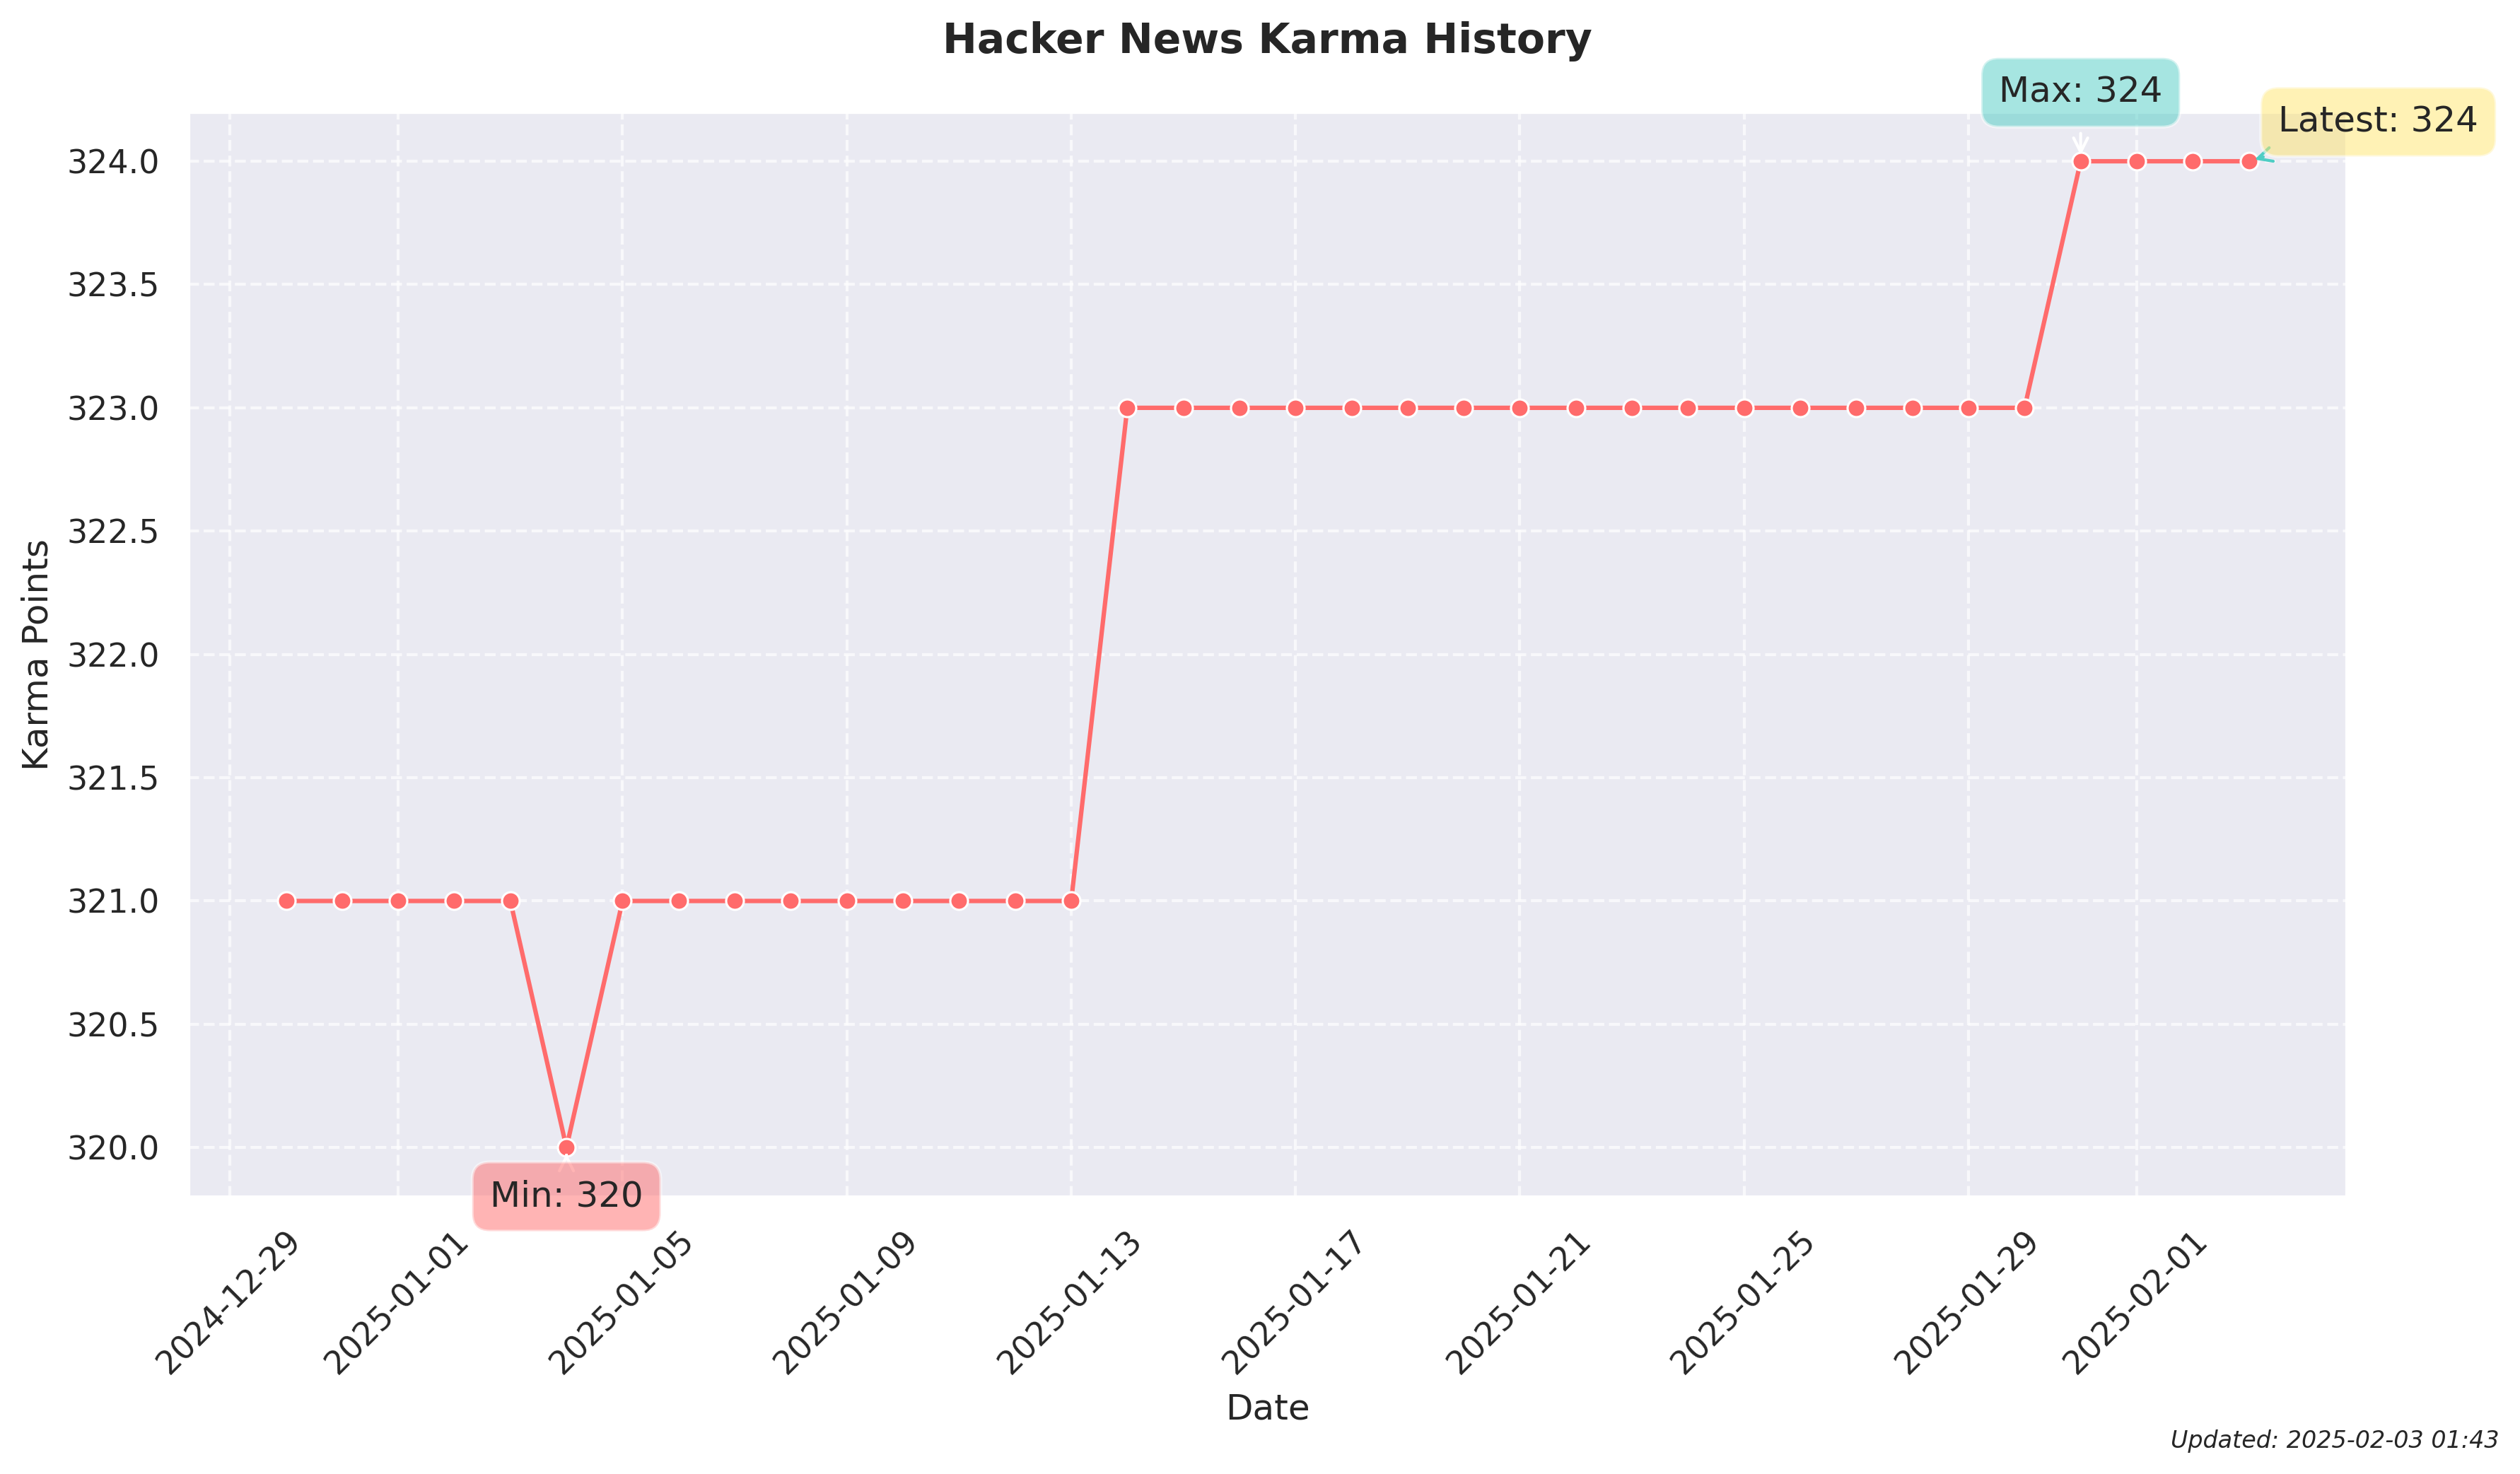 Hacker News Karma History
Max: 324
Latest: 324
324.0
323.5
323.0
322.5
322.0
321.5
321.0
320.5
320.0
Karma Points
Min: 320
2024-12-29
2025-01-01
2025-01-05
2025-01-09
2025-01-13
2025-01-17
2025-01-21
2025-01-25
2025-01-29
2025-02-01
Date
Updated: 2025-02-03 01:43